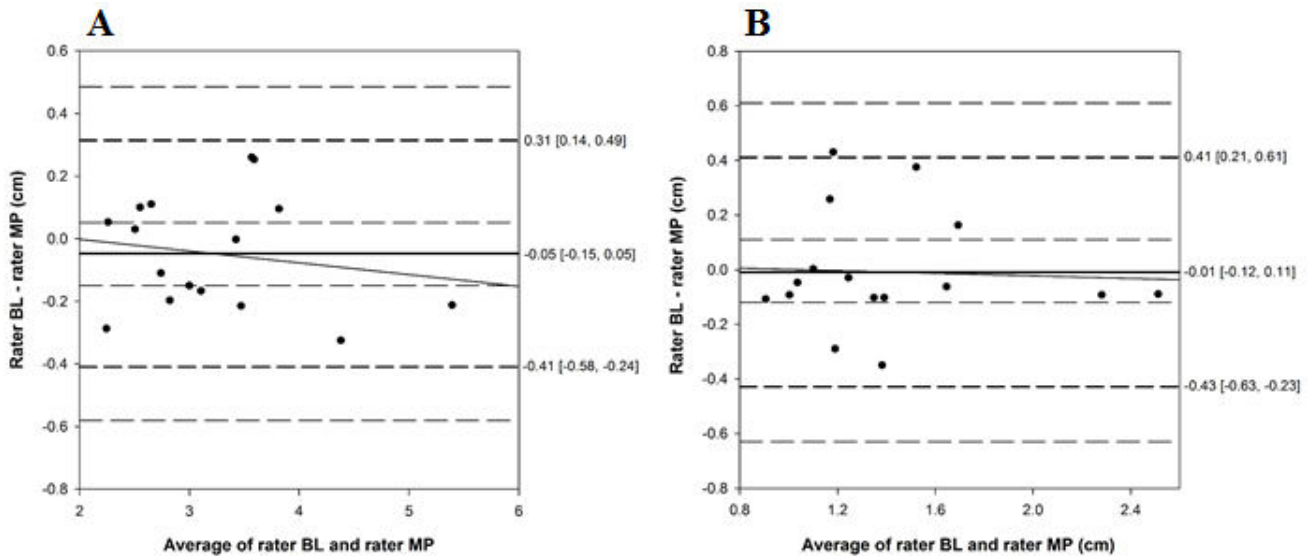 A
0.6
0.4
0.2
0.0
-0.2
-0.4
-0.6
-0.8
Rater BL - rater MP (cm)
0.31 [0.14, 0.49]
-0.05 [-0.15, 0.05]
-0.41 [-0.58, -0.24]
2 3 4 5 6
Average of rater BL and rater MP
B
0.8
0.6
0.4
0.2
0.0
-0.2
-0.4
-0.6
-0.8
Rater BL - rater MP (cm)
0.41 [0.21, 0.61]
-0.01 [-0.12, 0.11]
-0.43 [-0.63, -0.23]
0.8 1.2 1.6 2.0 2.4
Average of rater BL and rater MP (cm)